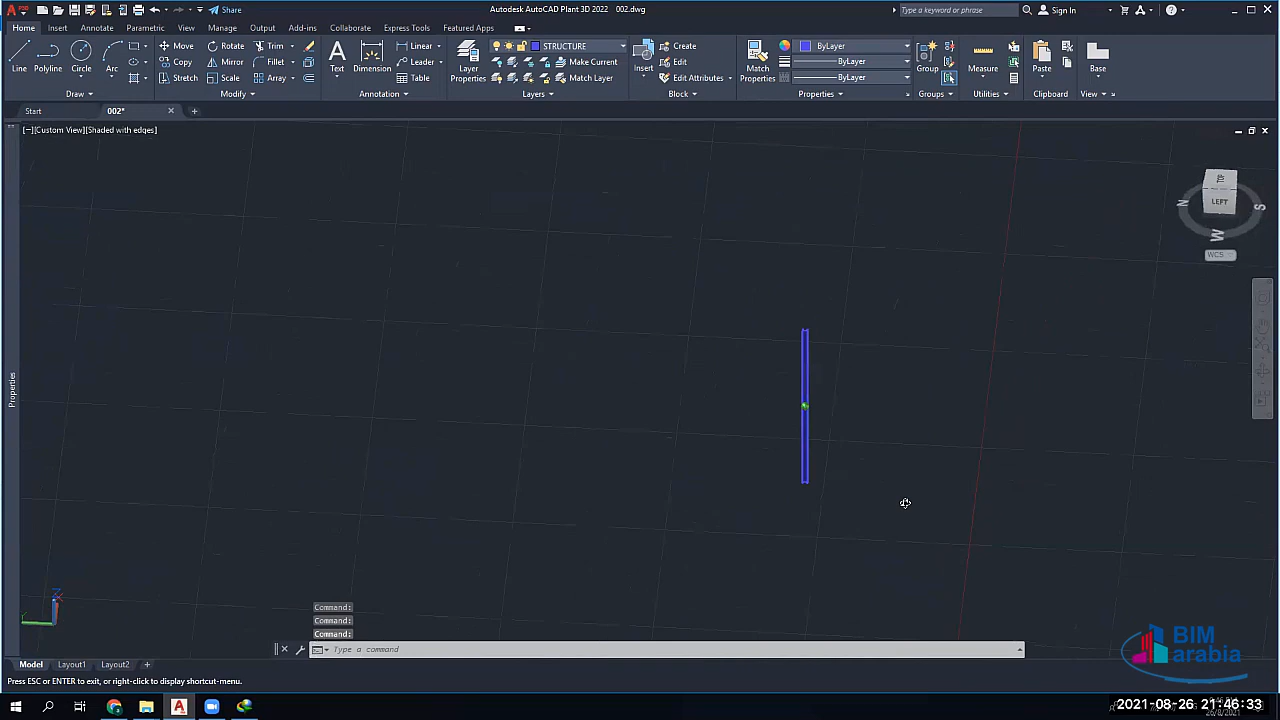 Share
Autodesk AutoCAD Plant 3D 2022 002.dwg
Type a keyword or phrase
Sign In
Home Insert Annotate Parametric View Manage Output Add-ins Collaborate Express Tools Featured Apps
Line Polyline Circle Arc
Move Rotate Trim
Copy Mirror Fillet
Stretch Scale Array
Text Dimension
Linear
Leader
Table
Layer Properties
STRUCTURE
Make Current
Match Layer
Insert
Create
Edit
Edit Attributes
Match Properties
ByLayer
ByLayer
ByLayer
Group
Measure
Paste
Base
Draw Modify Annotation Layers Block Properties Groups Utilities Clipboard View
Start 002*
[−][Custom View][Shaded with edges]
LEFT
N
S
W
WCS
Properties
Z
Command:
Command:
Command:
Type a command
Model Layout1 Layout2
Press ESC or ENTER to exit, or right-click to display shortcut-menu.
BIM
arabia
2021-08-26 21:46:33